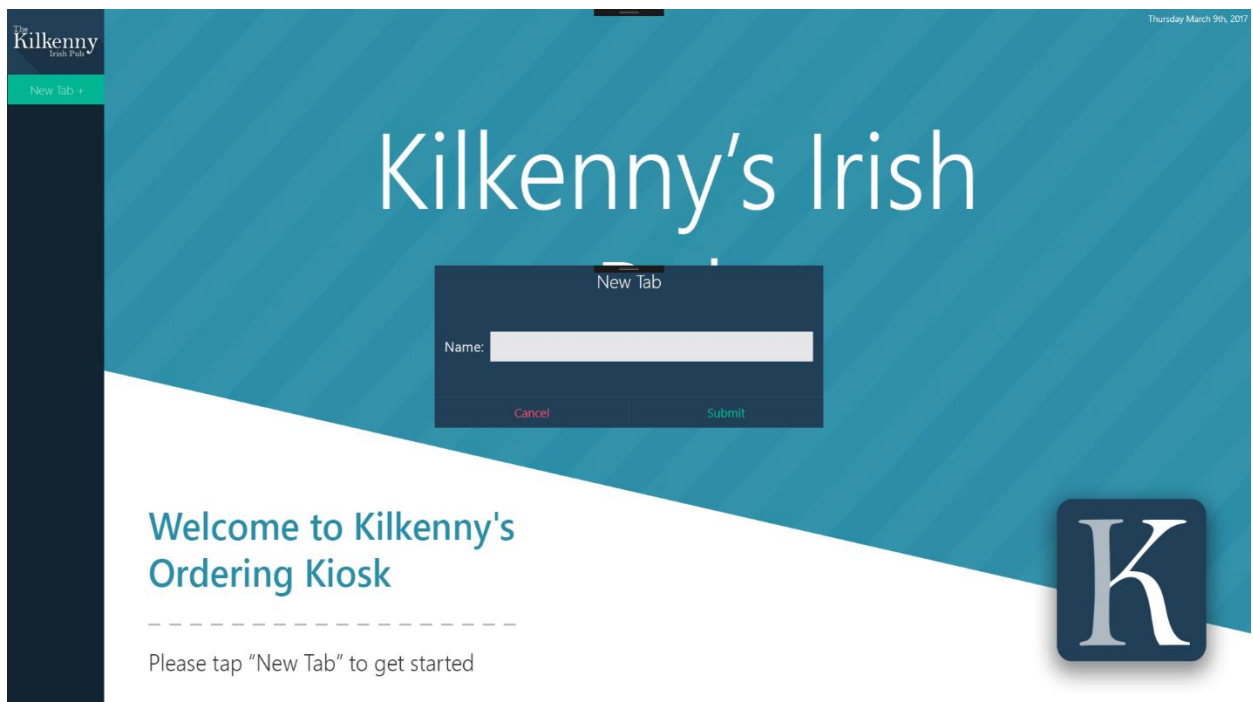 The
Kilkenny
Irish Pub
New Tab +
Thursday March 9th, 2017
Kilkenny's Irish
New Tab
Name:
Cancel
Submit
Welcome to Kilkenny's
Ordering Kiosk
Please tap "New Tab" to get started
K